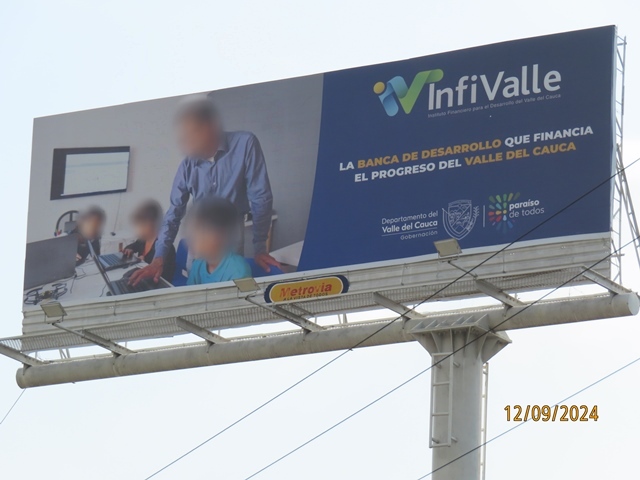 InfiValle
Instituto Financiero para el Desarrollo del Valle del Cauca
LA BANCA DE DESARROLLO QUE FINANCIA
EL PROGRESO DEL VALLE DEL CAUCA
Departamento del
Valle del Cauca
Gobernación
paraíso
de todos
Metrovía
12/09/2024